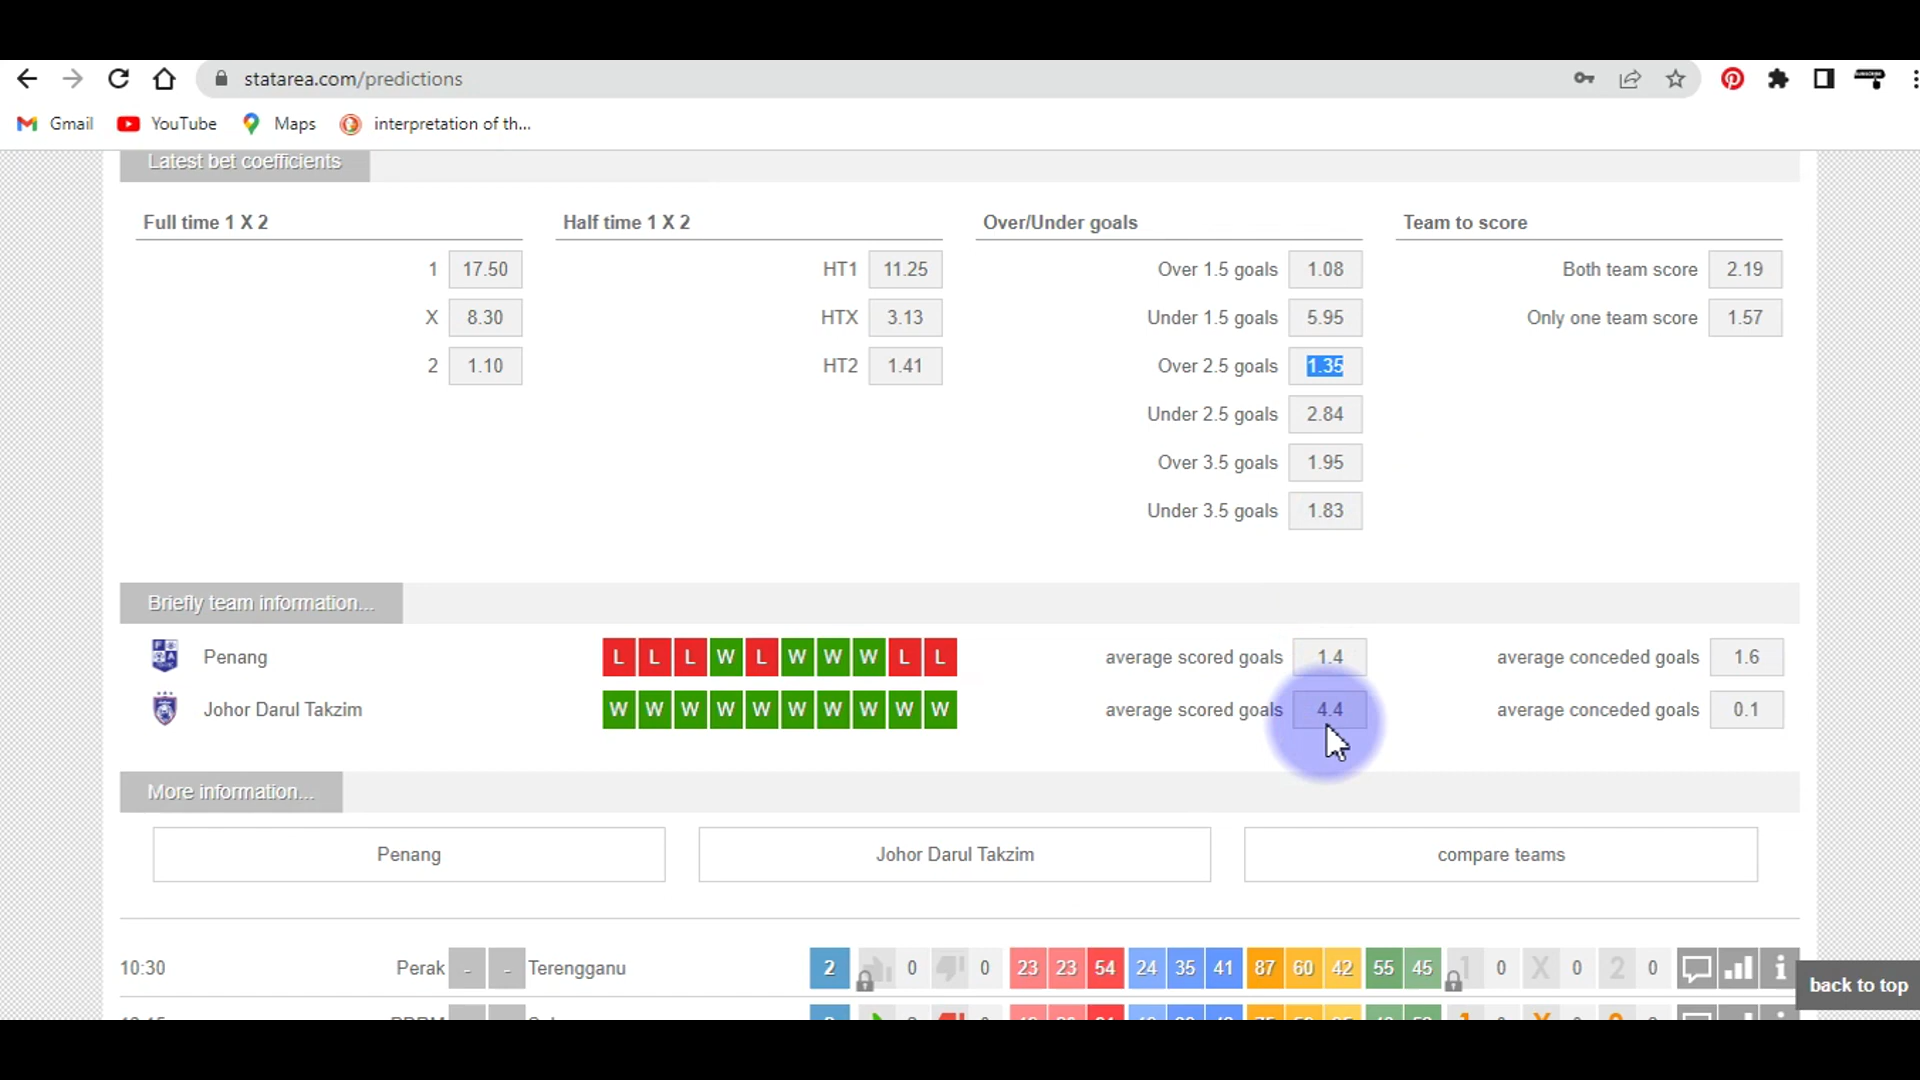 statarea.com/predictions
Gmail YouTube Maps interpretation of th...
Latest bet coefficients
Full time 1 X 2 Half time 1 X 2 Over/Under goals Team to score
1 17.50 HT1 11.25 Over 1.5 goals 1.08 Both team score 2.19
X 8.30 HTX 3.13 Under 1.5 goals 5.95 Only one team score 1.57
2 1.10 HT2 1.41 Over 2.5 goals 1.35
Under 2.5 goals 2.84
Over 3.5 goals 1.95
Under 3.5 goals 1.83
Briefly team information...
Penang L L L W L W W W L L average scored goals 1.4 average conceded goals 1.6
Johor Darul Takzim W W W W W W W W W W average scored goals 4.4 average conceded goals 0.1
More information...
Penang Johor Darul Takzim compare teams
10:30 Perak - - Terengganu 2 0 0 23 23 54 24 35 41 87 60 42 55 45 1 0 X 0 2 0
back to top